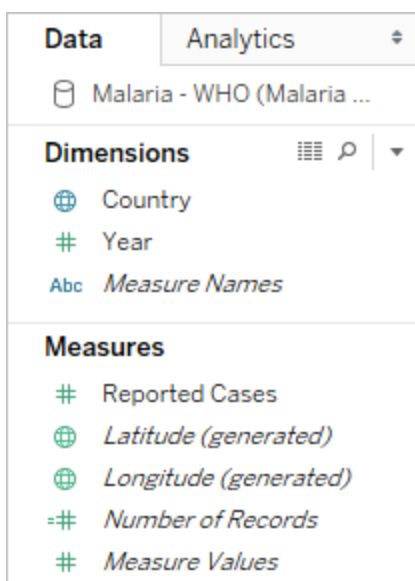 Data Analytics
Malaria - WHO (Malaria ...
Dimensions
Country
# Year
Abc Measure Names
Measures
# Reported Cases
Latitude (generated)
Longitude (generated)
=# Number of Records
# Measure Values